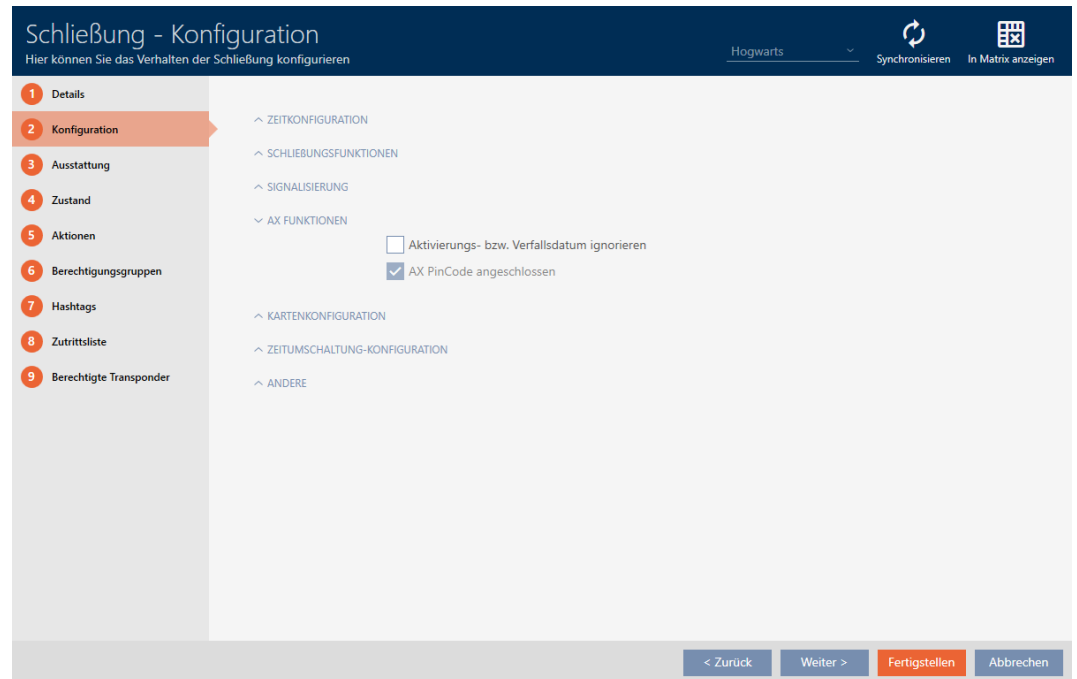 Schließung - Konfiguration
Hier können Sie das Verhalten der Schließung konfigurieren
Hogwarts
Synchronisieren
In Matrix anzeigen
1 Details
2 Konfiguration
3 Ausstattung
4 Zustand
5 Aktionen
6 Berechtigungsgruppen
7 Hashtags
8 Zutrittsliste
9 Berechtigte Transponder
ZEITKONFIGURATION
SCHLIEßUNGSFUNKTIONEN
SIGNALISIERUNG
AX FUNKTIONEN
Aktivierungs- bzw. Verfallsdatum ignorieren
AX PinCode angeschlossen
KARTENKONFIGURATION
ZEITUMSCHALTUNG-KONFIGURATION
ANDERE
< Zurück
Weiter >
Fertigstellen
Abbrechen